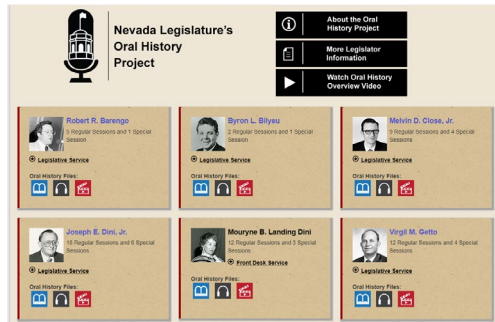 Nevada Legislature's
Oral History
Project
About the Oral
History Project
More Legislator
Information
Watch Oral History
Overview Video
Robert R. Barengo
5 Regular Sessions and 1 Special
Session
Legislative Service
Oral History Files:
Byron L. Bilyeu
2 Regular Sessions and 1 Special
Session
Legislative Service
Oral History Files:
Melvin D. Close, Jr.
9 Regular Sessions and 4 Special
Sessions
Legislative Service
Oral History Files:
Joseph E. Dini, Jr.
18 Regular Sessions and 6 Special
Sessions
Legislative Service
Oral History Files:
Mouryne B. Landing Dini
12 Regular Sessions and 3 Special
Sessions
Front Desk Service
Oral History Files:
Virgil M. Getto
12 Regular Sessions and 4 Special
Sessions
Legislative Service
Oral History Files: